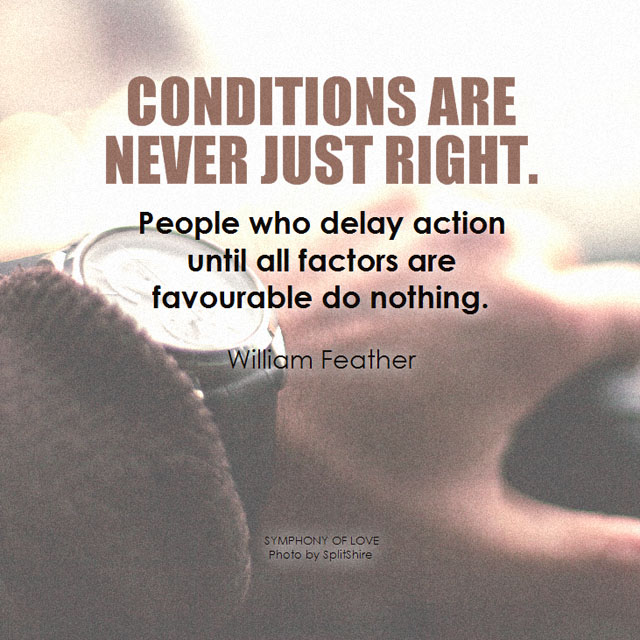 CONDITIONS ARE
NEVER JUST RIGHT.
People who delay action
until all factors are
favourable do nothing.
William Feather
SYMPHONY OF LOVE
Photo by SplitShire